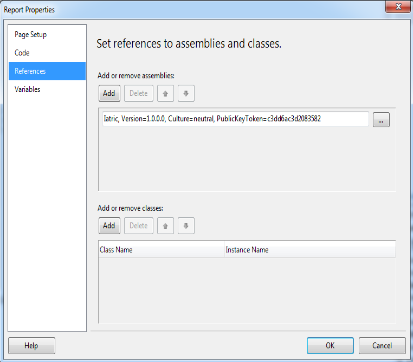 Report Properties
Page Setup
Code
References
Variables
Set references to assemblies and classes.
Add or remove assemblies:
Add Delete
Iatric, Version=1.0.0.0, Culture=neutral, PublicKeyToken=c3dd6ac3d2083582
...
Add or remove classes:
Add Delete
Class Name Instance Name
Help OK Cancel